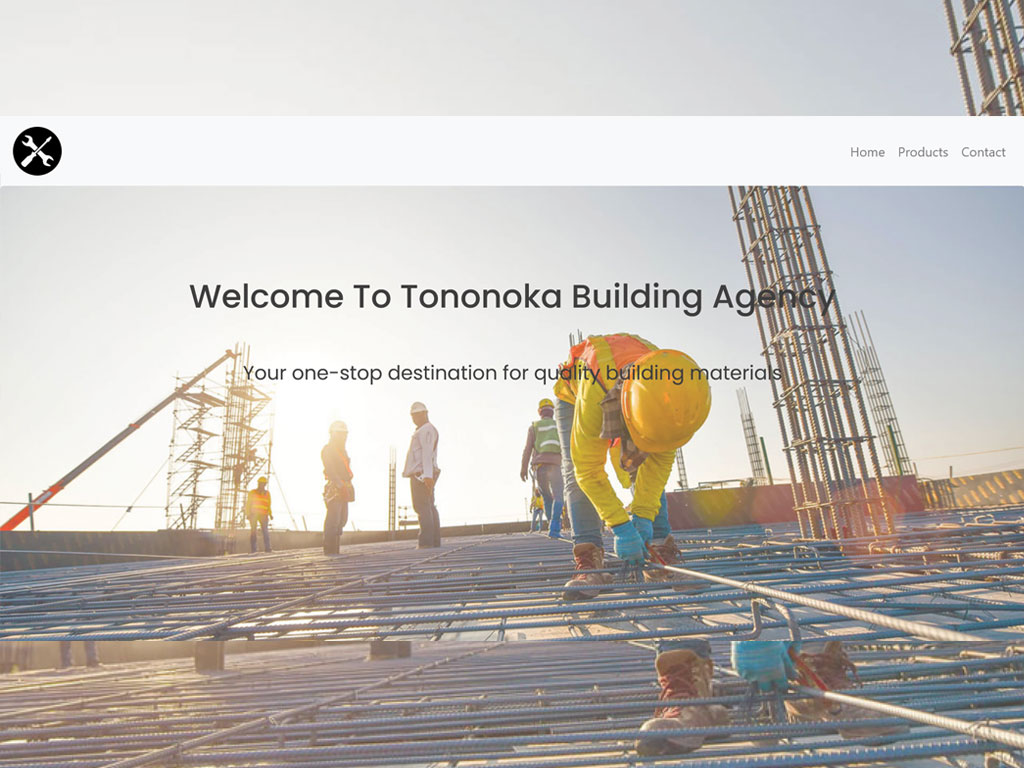 Home Products Contact
Welcome To Tononoka Building Agency
Your one-stop destination for quality building materials